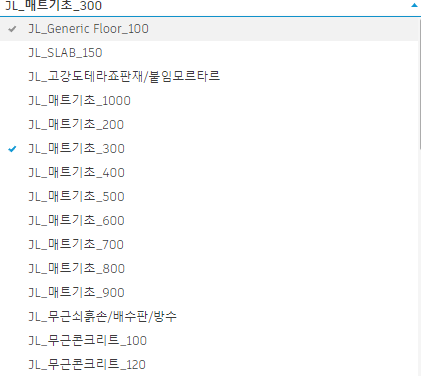 JL_매트기초_300
JL_Generic Floor_100
JL_SLAB_150
JL_고강도테라죠판재/붙임모르타르
JL_매트기초_1000
JL_매트기초_200
JL_매트기초_300
JL_매트기초_400
JL_매트기초_500
JL_매트기초_600
JL_매트기초_700
JL_매트기초_800
JL_매트기초_900
JL_무근쇠흙손/배수판/방수
JL_무근콘크리트_100
JL_무근콘크리트_120